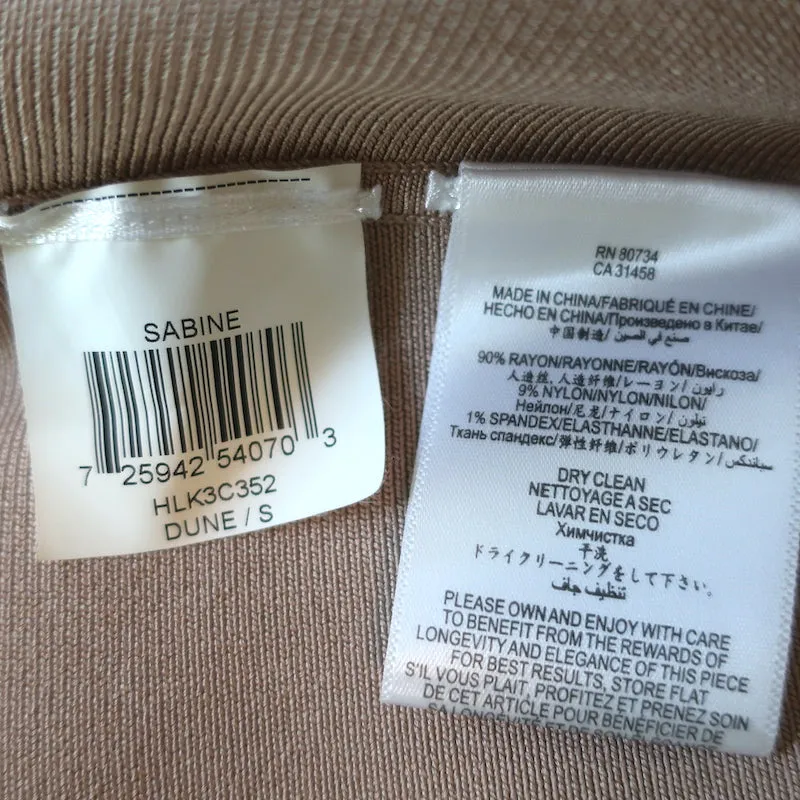 SABINE
7 25942 54070 3
HLK3C352
DUNE / S
RN 80734
CA 31458
MADE IN CHINA/FABRIQUÉ EN CHINE/
HECHO EN CHINA/Произведено в Китае/
中国制造/ صنع في الصين/
90% RAYON/RAYONNE/RAYÓN/Вискоза/
人造丝, 人造纤维/レーヨン/ رايون/
9% NYLON/NYLON/NILON/
Нейлон/尼龙/ナイロン/ نيلون/
1% SPANDEX/ELASTHANNE/ELASTANO/
Ткань спандекс/弹性纤维/ポリウレタン/ سباندكس/
DRY CLEAN
NETTOYAGE A SEC
LAVAR EN SECO
Химчистка
干洗
ドライクリーニングをして下さい。
تنظيف جاف
PLEASE OWN AND ENJOY WITH CARE
TO BENEFIT FROM THE REWARDS OF
LONGEVITY AND ELEGANCE OF THIS PIECE
FOR BEST RESULTS, STORE FLAT
S'IL VOUS PLAIT, PROFITEZ ET PRENEZ SOIN
DE CET ARTICLE POUR BÉNÉFICIER DE